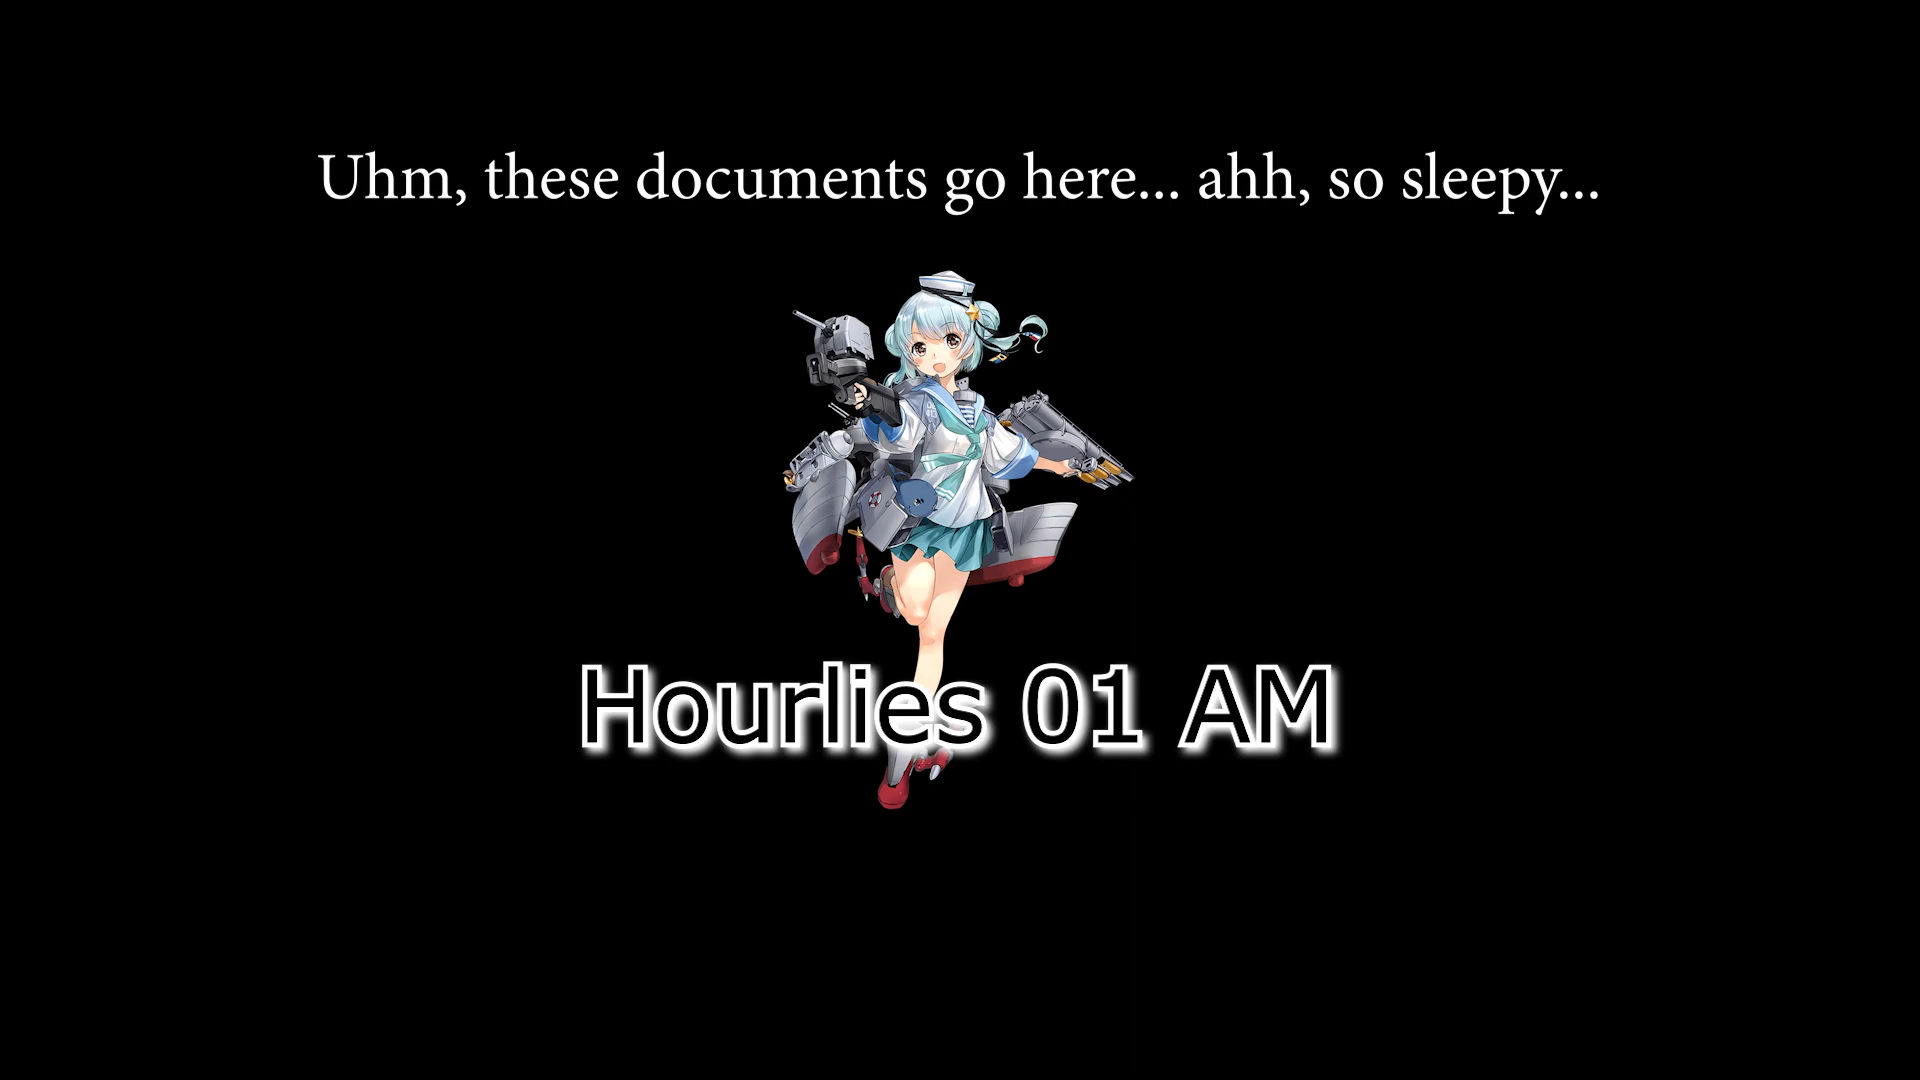 Uhm, these documents go here... ahh, so sleepy...
Hourlies 01 AM